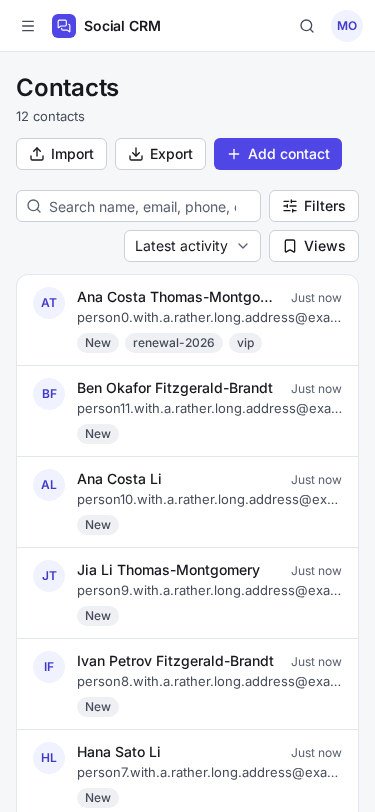 Social CRM
MO
Contacts
12 contacts
Import
Export
Add contact
Search name, email, phone,
Filters
Latest activity
Views
AT
Ana Costa Thomas-Montgo...
Just now
person0.with.a.rather.long.address@exa...
New
renewal-2026
vip
BF
Ben Okafor Fitzgerald-Brandt
Just now
person11.with.a.rather.long.address@exa...
New
AL
Ana Costa Li
Just now
person10.with.a.rather.long.address@ex...
New
JT
Jia Li Thomas-Montgomery
Just now
person9.with.a.rather.long.address@exa...
New
IF
Ivan Petrov Fitzgerald-Brandt
Just now
person8.with.a.rather.long.address@exa...
New
HL
Hana Sato Li
Just now
person7.with.a.rather.long.address@exa...
New